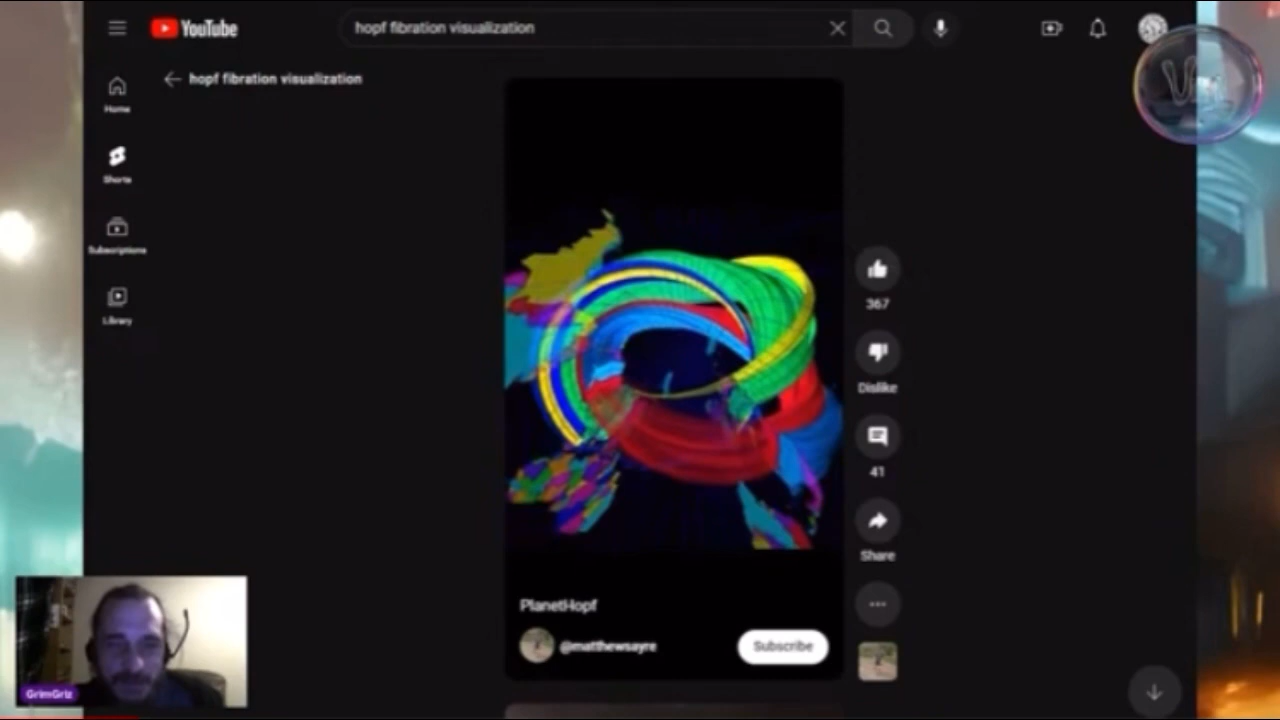 YouTube
hopf fibration visualization
hopf fibration visualization
Home
Shorts
Subscriptions
Library
367
Dislike
41
Share
PlanetHopf
@matthewsayre
Subscribe
GrimGriz